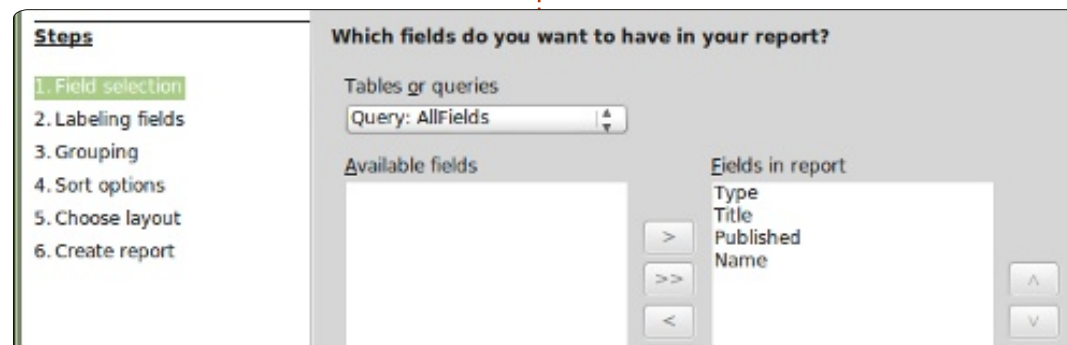 Steps
1. Field selection
2. Labeling fields
3. Grouping
4. Sort options
5. Choose layout
6. Create report
Which fields do you want to have in your report?
Tables or queries
Query: AllFields
Available fields
>
>>
<
Fields in report
Type
Title
Published
Name